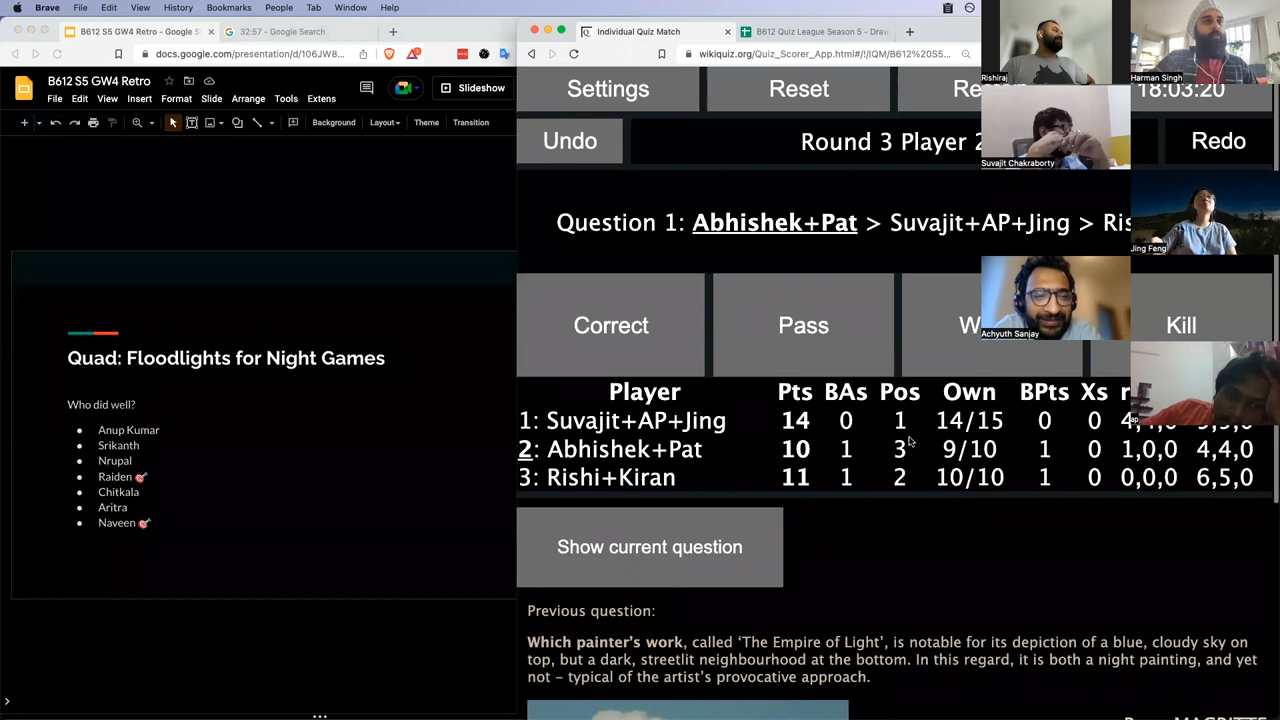 Brave File Edit View History Bookmarks People Tab Window Help
B612 S5 GW4 Retro - Google Sl
32:57 - Google Search
docs.google.com/presentation/d/106JW8...
B612 S5 GW4 Retro
File Edit View Insert Format Slide Arrange Tools Extens
Slideshow
Background Layout Theme Transition
Quad: Floodlights for Night Games
Who did well?
Anup Kumar
Srikanth
Nrupal
Raiden 🎯
Chitkala
Aritra
Naveen 🎯
Individual Quiz Match
B612 Quiz League Season 5 - Draw
wikiquiz.org/Quiz_Scorer_App.html#/!/IQM/B612%20S5...
Settings Reset 18:03:20
Undo Round 3 Player 2 Redo
Question 1: Abhishek+Pat > Suvajit+AP+Jing > Ris
Correct Pass W Kill
Player Pts BAs Pos Own BPts Xs
1: Suvajit+AP+Jing 14 0 1 14/15 0 0
2: Abhishek+Pat 10 1 3 9/10 1 0 1,0,0 4,4,0
3: Rishi+Kiran 11 1 2 10/10 1 0 0,0,0 6,5,0
Show current question
Previous question:
Which painter's work, called ‘The Empire of Light’, is notable for its depiction of a blue, cloudy sky on
top, but a dark, streetlit neighbourhood at the bottom. In this regard, it is both a night painting, and yet
not – typical of the artist's provocative approach.
Rishiraj
Harman Singh
Suvajit Chakraborty
Jing Feng
Achyuth Sanjay
ap